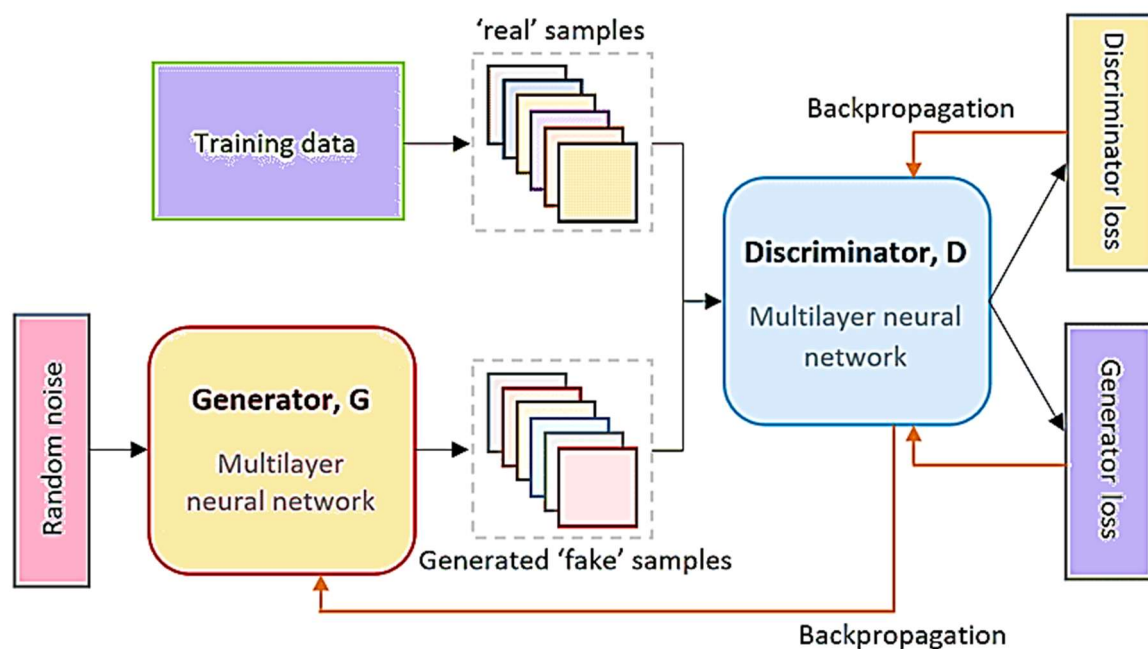 ‘real’ samples
Training data
Backpropagation
Discriminator loss
Discriminator, D
Multilayer neural
network
Random noise
Generator, G
Multilayer
neural network
Generated ‘fake’ samples
Generator loss
Backpropagation